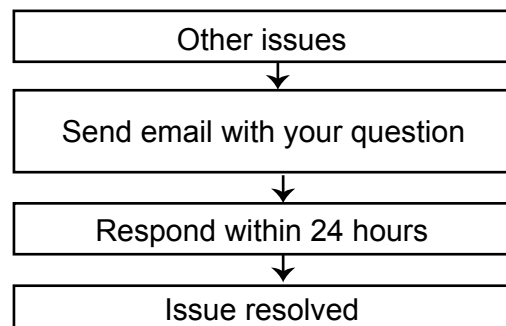 Other issues
Send email with your question
Respond within 24 hours
Issue resolved